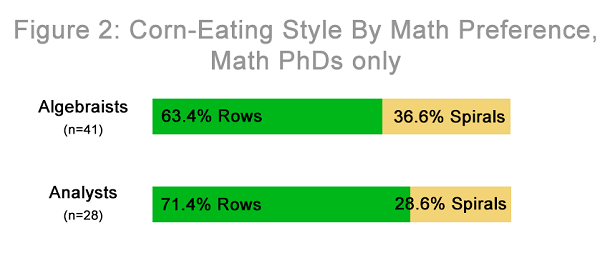 Figure 2: Corn-Eating Style By Math Preference,
Math PhDs only
Algebraists
(n=41)
63.4% Rows
36.6% Spirals
Analysts
(n=28)
71.4% Rows
28.6% Spirals